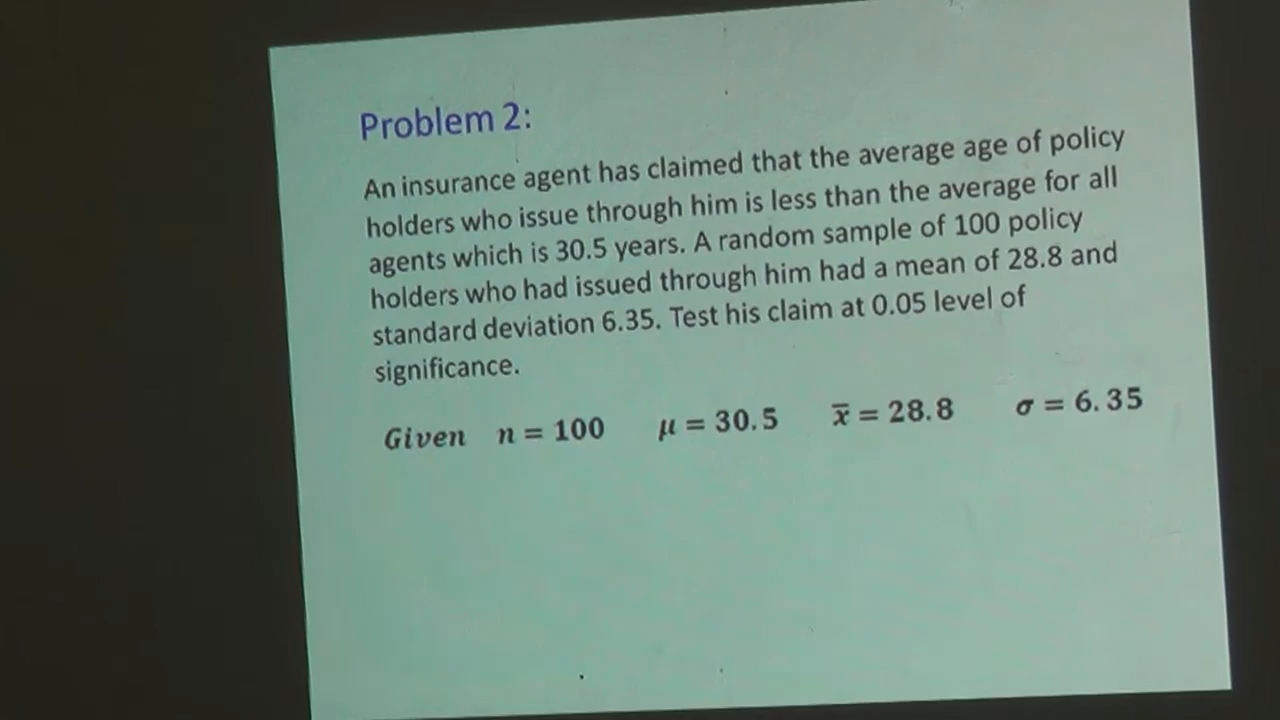 Problem 2:
An insurance agent has claimed that the average age of policy
holders who issue through him is less than the average for all
agents which is 30.5 years. A random sample of 100 policy
holders who had issued through him had a mean of 28.8 and
standard deviation 6.35. Test his claim at 0.05 level of
significance.
Given n = 100 μ = 30.5 x̅ = 28.8 σ = 6.35